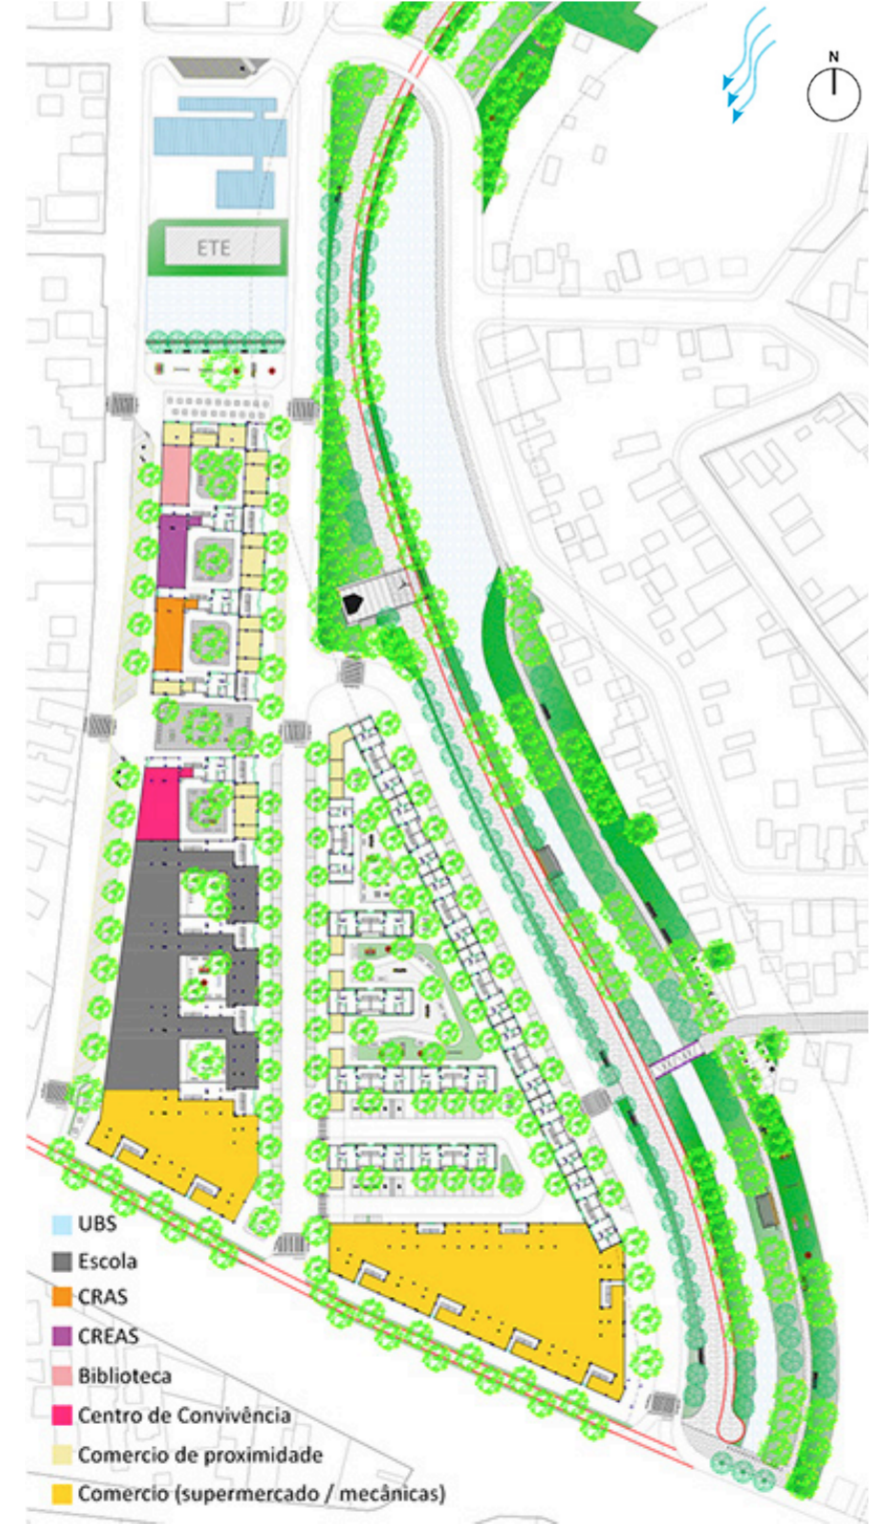 N
ETE
UBS
Escola
CRAS
CREAS
Biblioteca
Centro de Convivência
Comercio de proximidade
Comercio (supermercado / mecânicas)